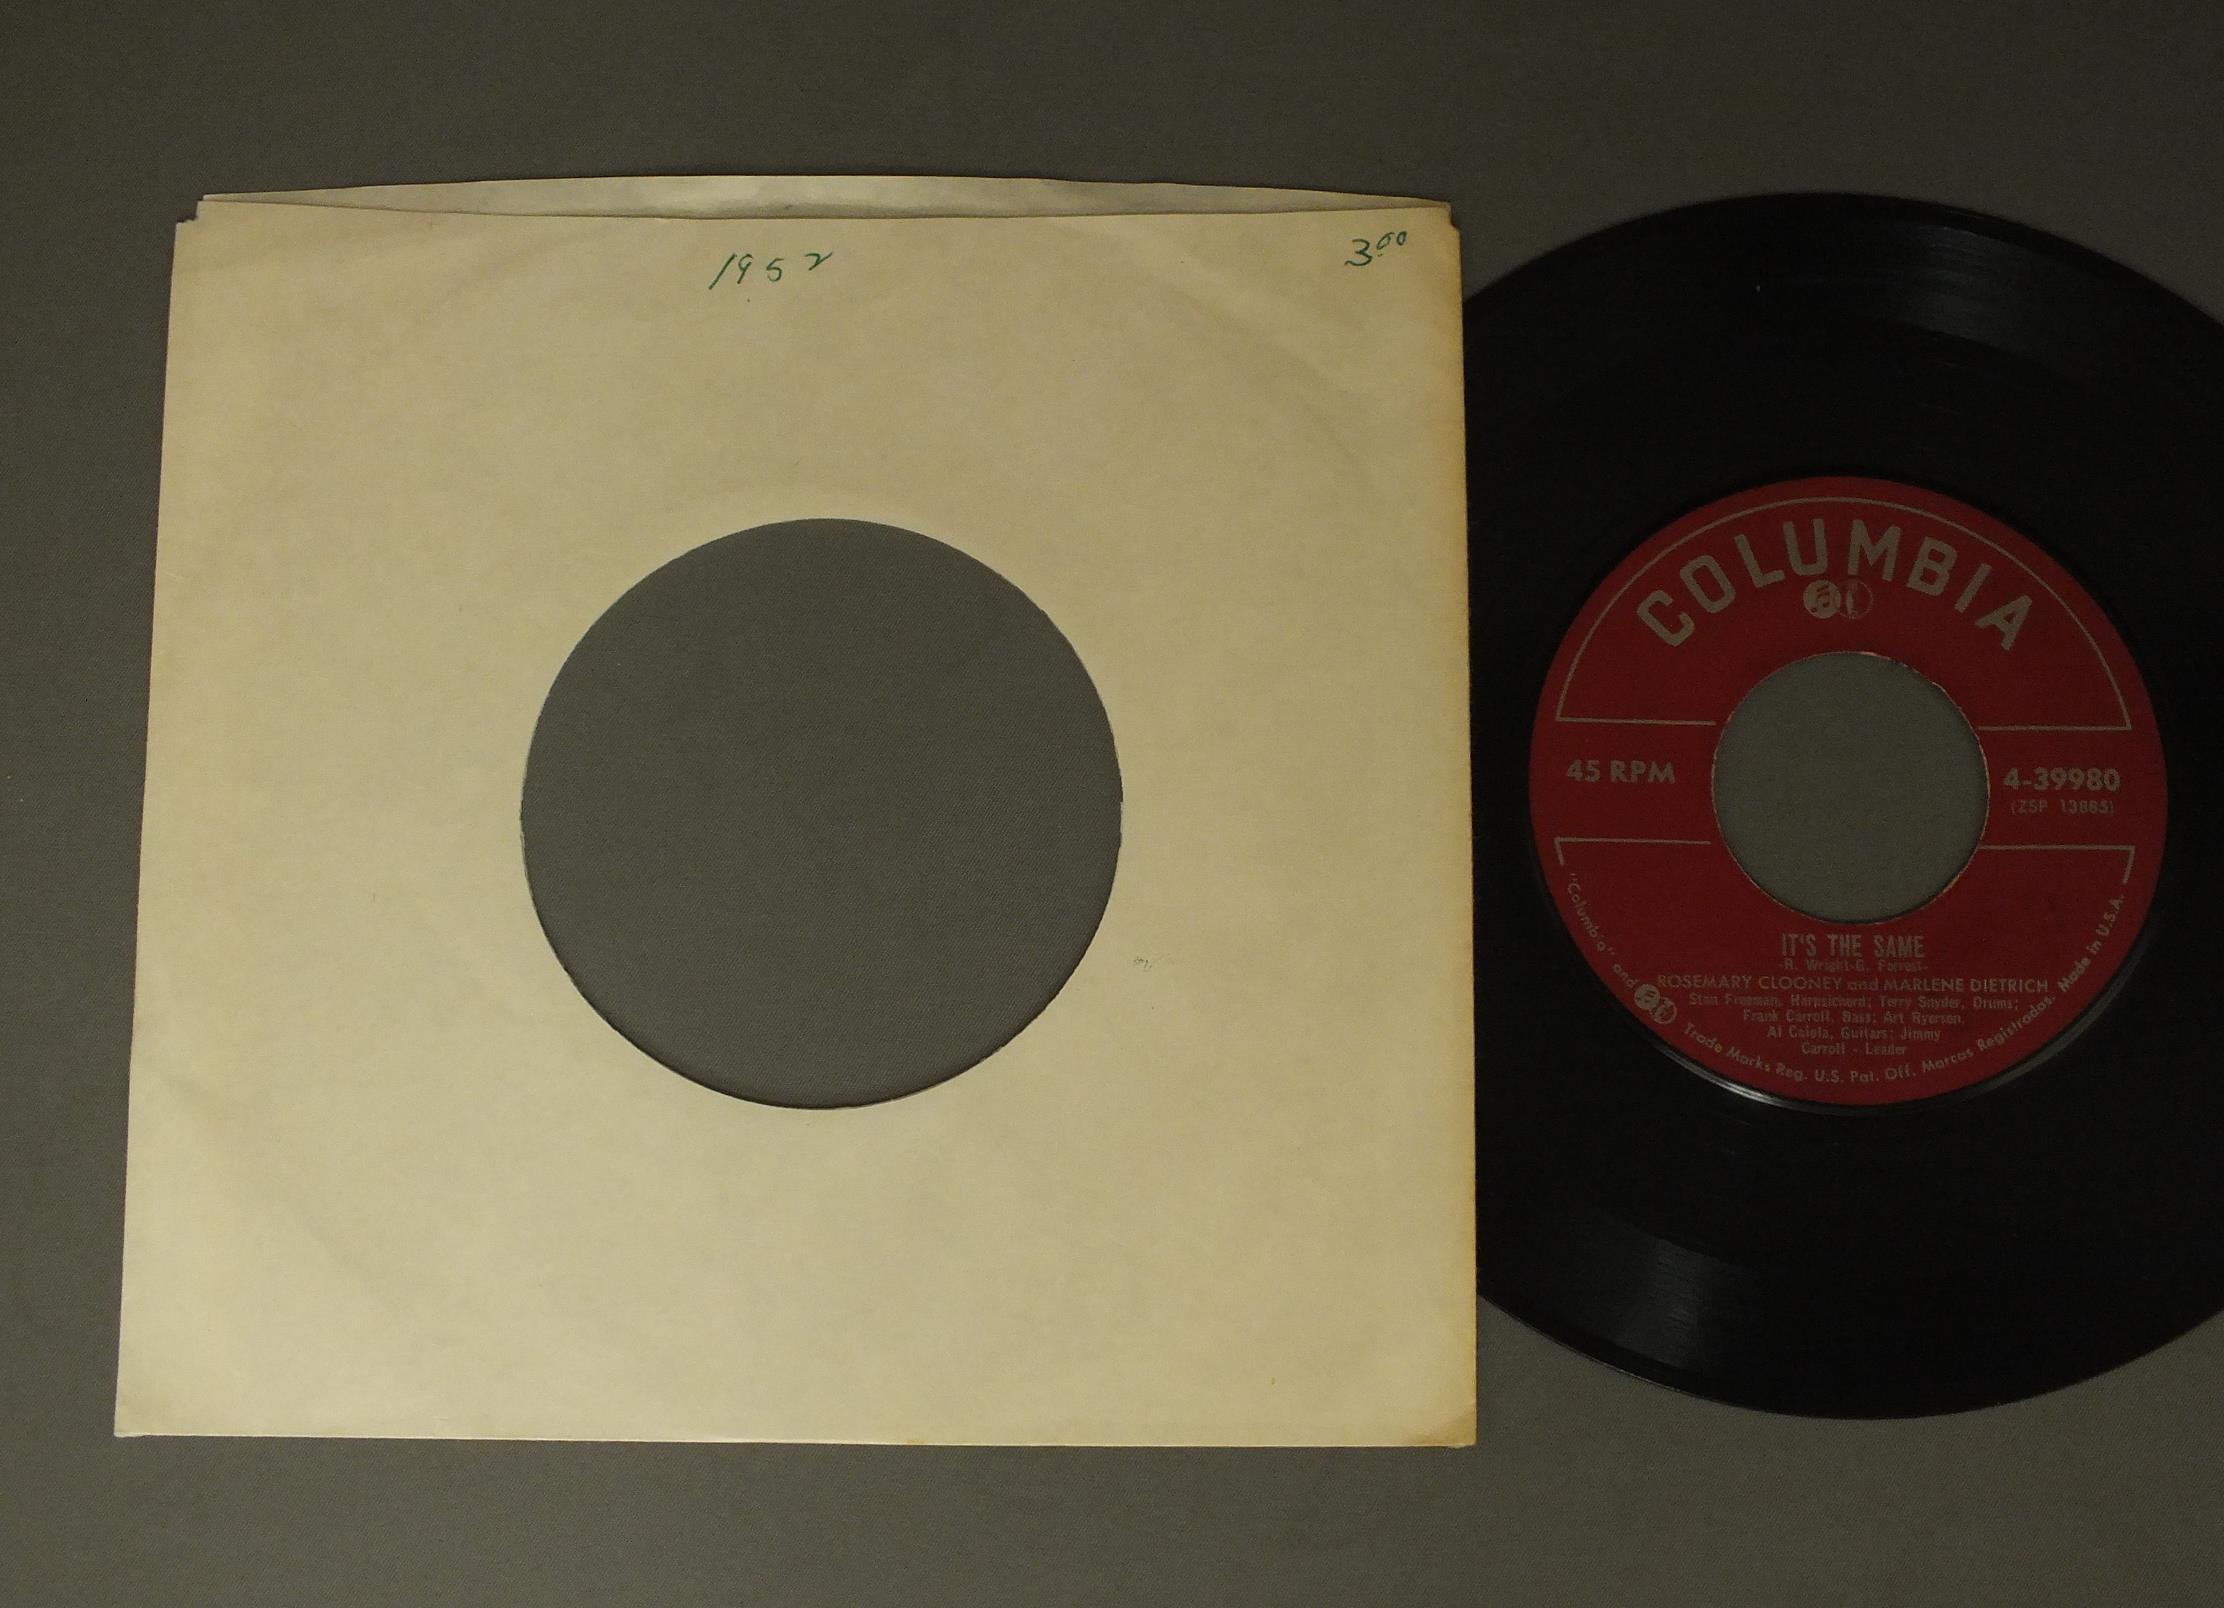 1952
3.00
COLUMBIA
45 RPM
4-39980
(ZSP 13885)
IT'S THE SAME
-R. Wright-G. Forrest-
ROSEMARY CLOONEY and MARLENE DIETRICH
Stan Freeman, Harpsichord; Terry Snyder, Drums;
Frank Carroll, Bass; Art Ryerson,
Al Caiola, Guitars; Jimmy
Carroll - Leader
"Columbia" and Trade Marks Reg. U.S. Pat. Off. Marcas Registradas. Made in U.S.A.